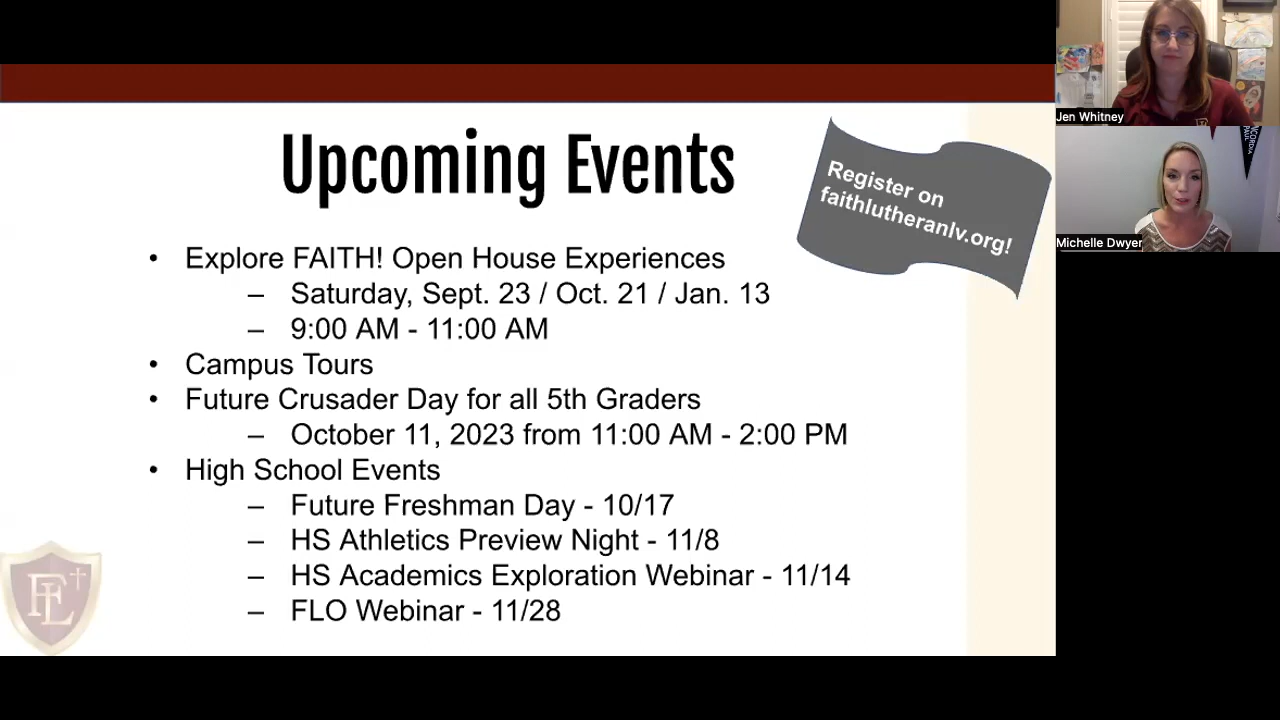 Upcoming Events
Register on
faithlutheranlv.org!
• Explore FAITH! Open House Experiences
– Saturday, Sept. 23 / Oct. 21 / Jan. 13
– 9:00 AM - 11:00 AM
• Campus Tours
• Future Crusader Day for all 5th Graders
– October 11, 2023 from 11:00 AM - 2:00 PM
• High School Events
– Future Freshman Day - 10/17
– HS Athletics Preview Night - 11/8
– HS Academics Exploration Webinar - 11/14
– FLO Webinar - 11/28
FL
Jen Whitney
Michelle Dwyer